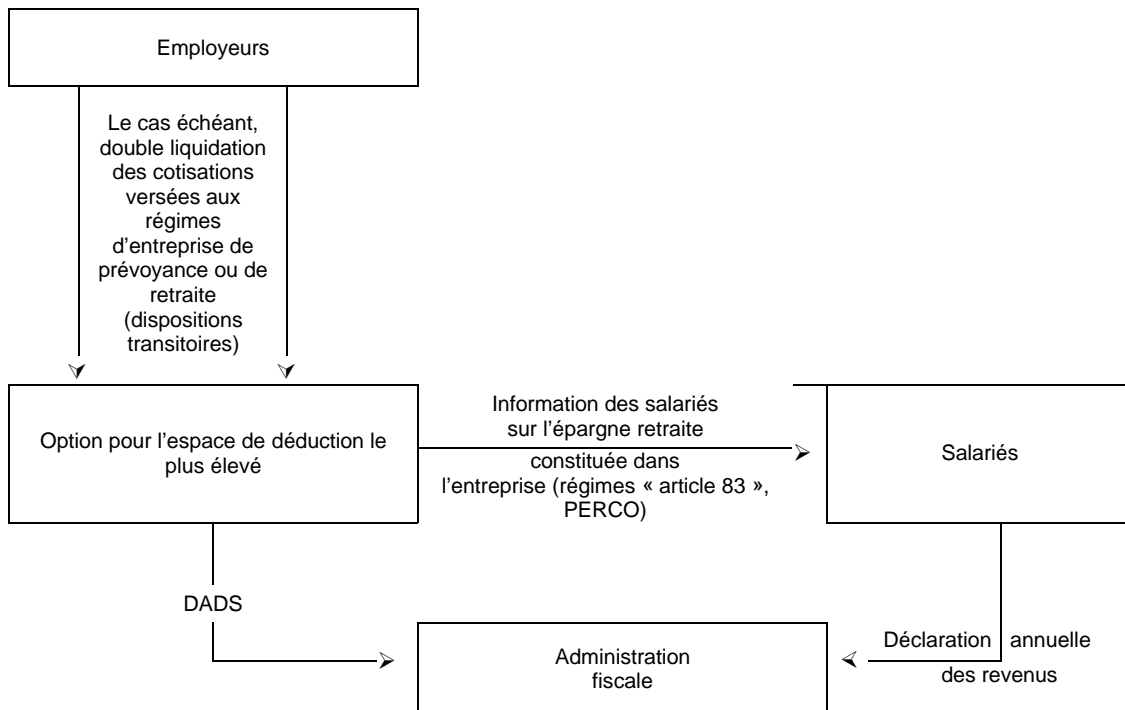 Employeurs
Le cas échéant,
double liquidation
des cotisations
versées aux
régimes
d’entreprise de
prévoyance ou de
retraite
(dispositions
transitoires)
Option pour l’espace de déduction le
plus élevé
Information des salariés
sur l’épargne retraite
constituée dans
l’entreprise (régimes « article 83 »,
PERCO)
Salariés
DADS
Administration
fiscale
Déclaration annuelle
des revenus